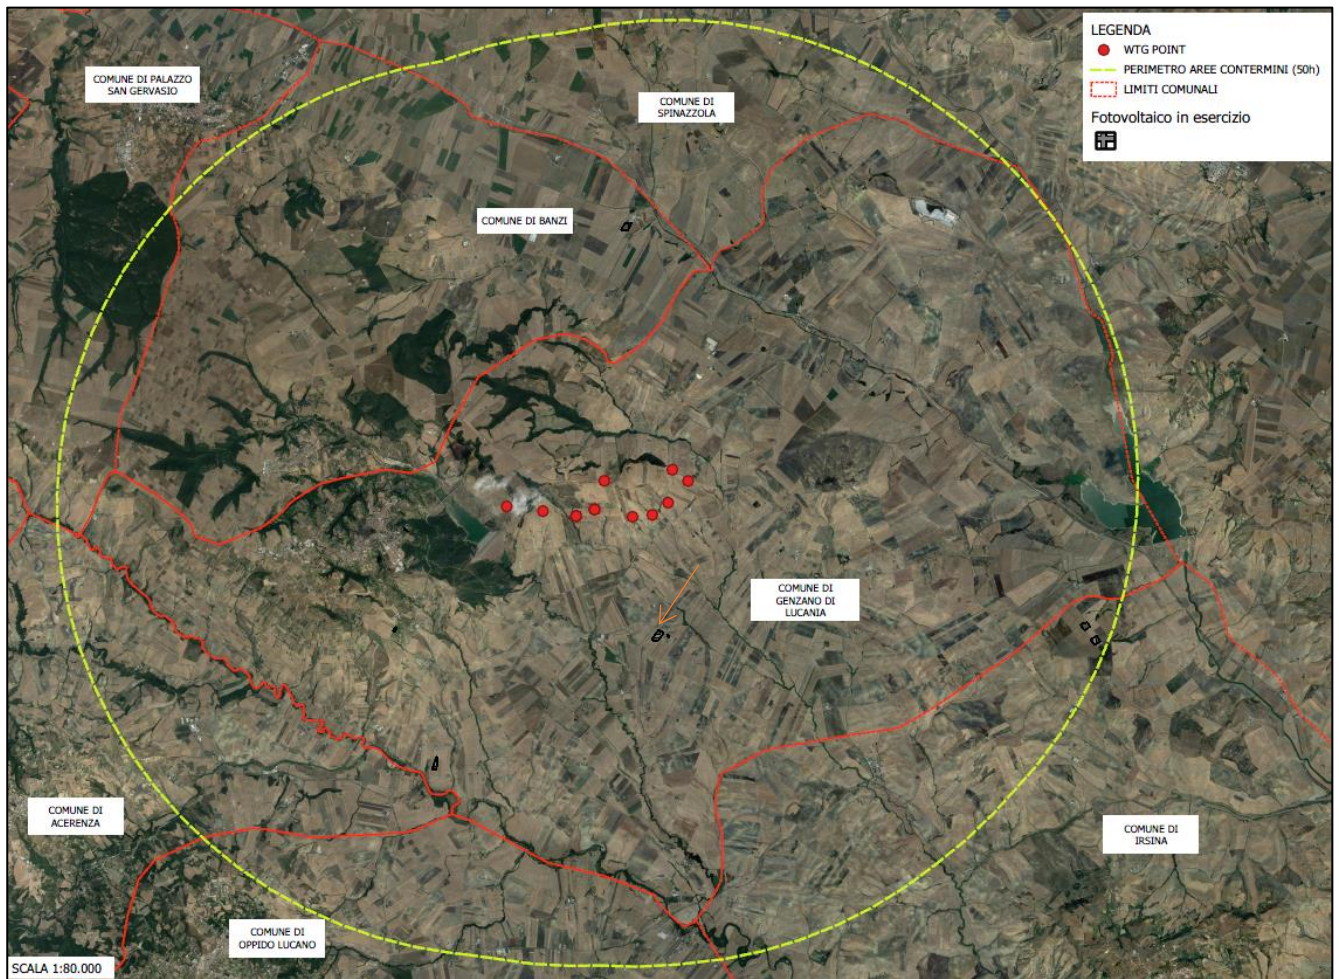 LEGENDA
WTG POINT
PERIMETRO AREE CONTERMINI (50h)
LIMITI COMUNALI
Fotovoltaico in esercizio
COMUNE DI PALAZZO
SAN GERVASIO
COMUNE DI
SPINAZZOLA
COMUNE DI BANZI
COMUNE DI
GENZANO DI
LUCANIA
COMUNE DI
ACERENZA
COMUNE DI
IRSINA
COMUNE DI
OPPIDO LUCANO
SCALA 1:80.000